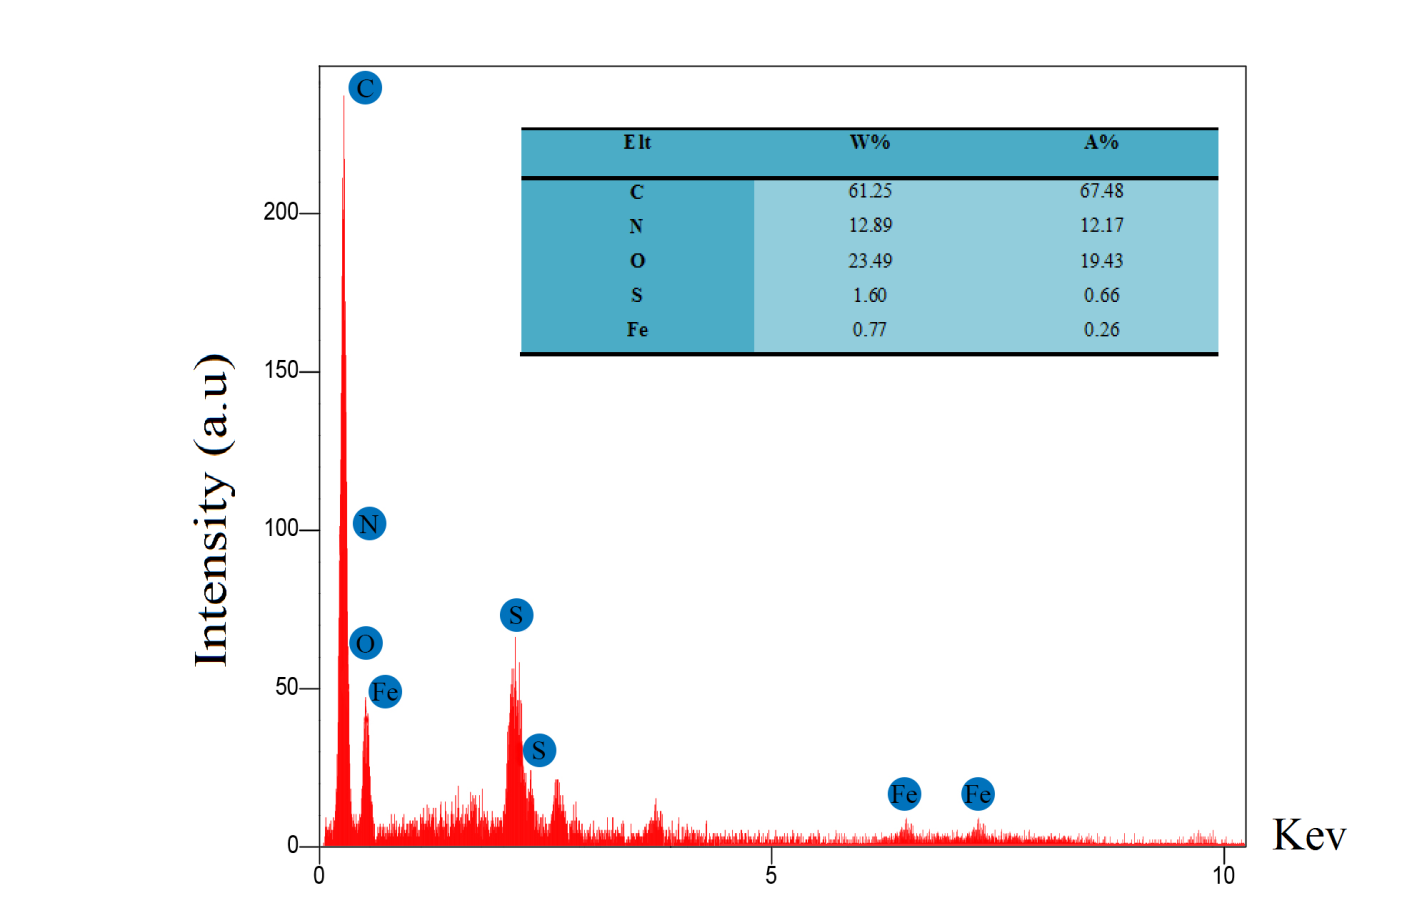 C
Elt W% A%
C 61.25 67.48
N 12.89 12.17
O 23.49 19.43
S 1.60 0.66
Fe 0.77 0.26
200
150
100
50
0
Intensity (a.u)
N
O
Fe
S
S
Fe Fe
Kev
0 5 10